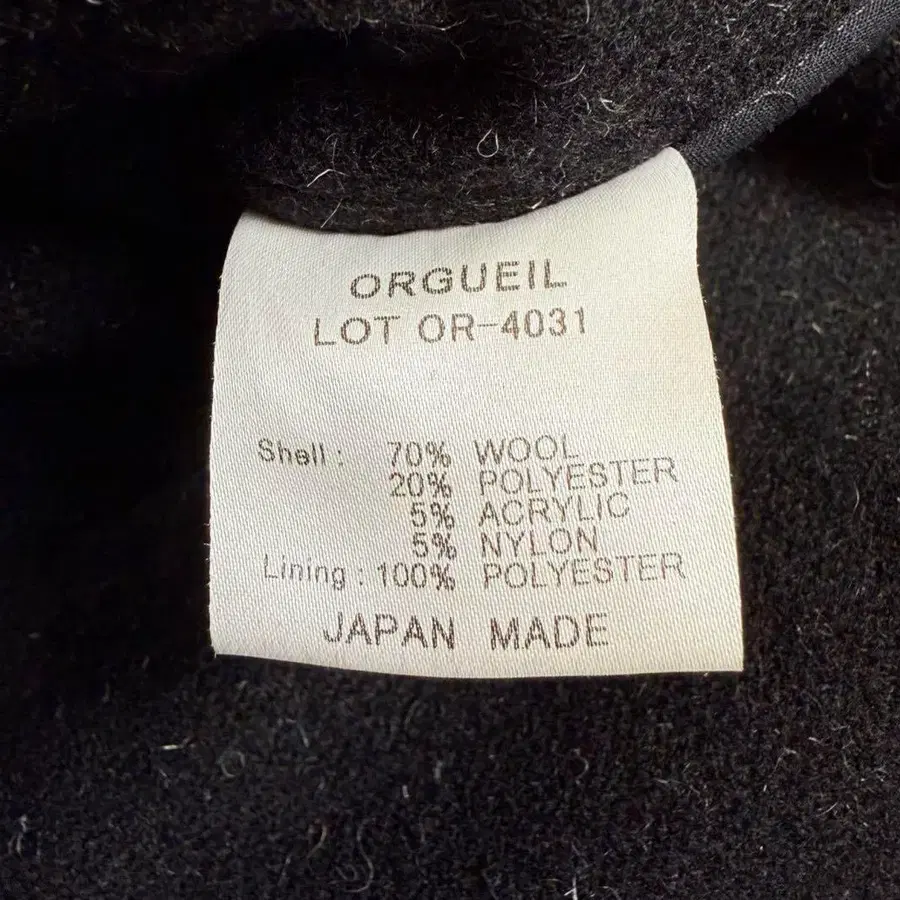 ORGUEIL
LOT OR-4031
Shell : 70% WOOL
20% POLYESTER
5% ACRYLIC
5% NYLON
Lining : 100% POLYESTER
JAPAN MADE